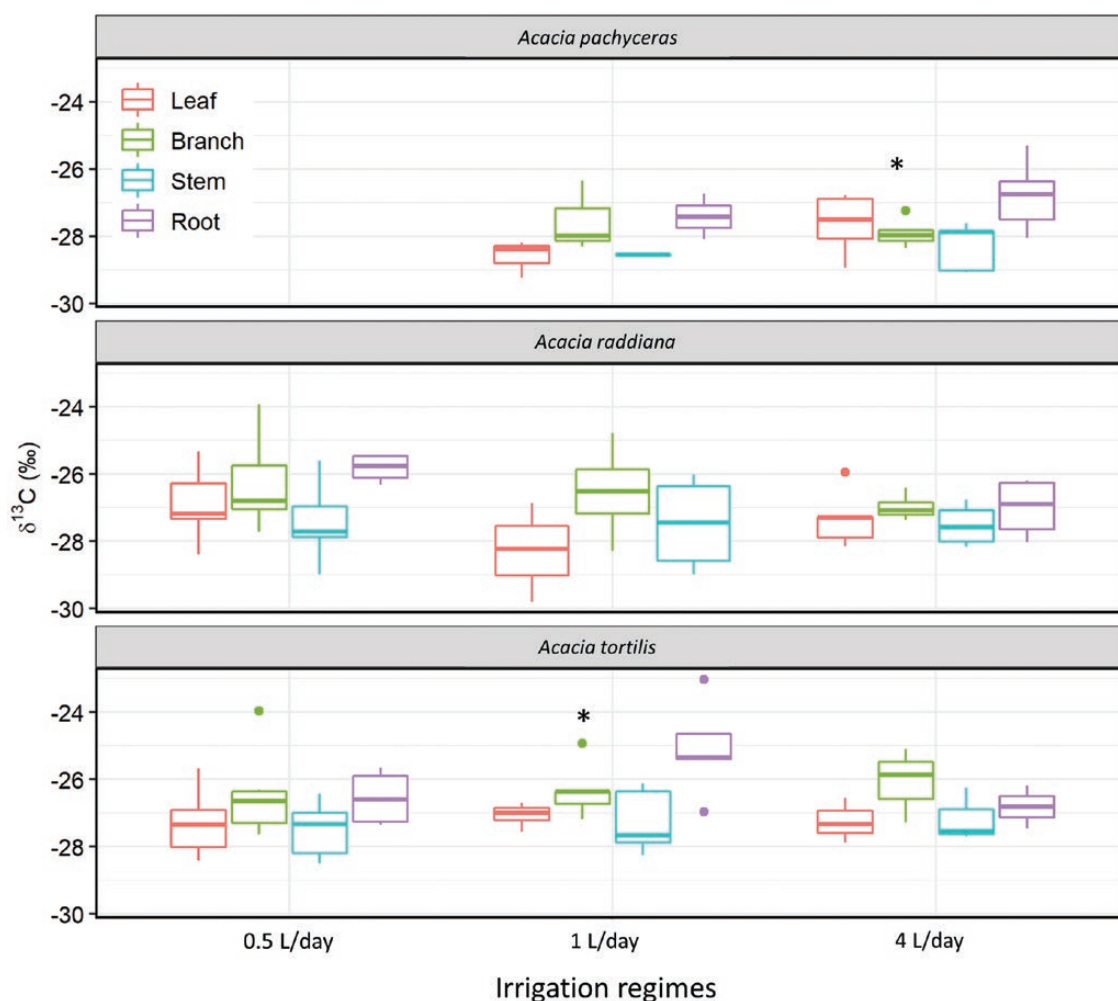 Acacia pachyceras
-24
-26
-28
-30
Leaf
Branch
Stem
Root
*
Acacia raddiana
-24
-26
-28
-30
δ13C (‰)
Acacia tortilis
-24
-26
-28
-30
*
0.5 L/day 1 L/day 4 L/day
Irrigation regimes